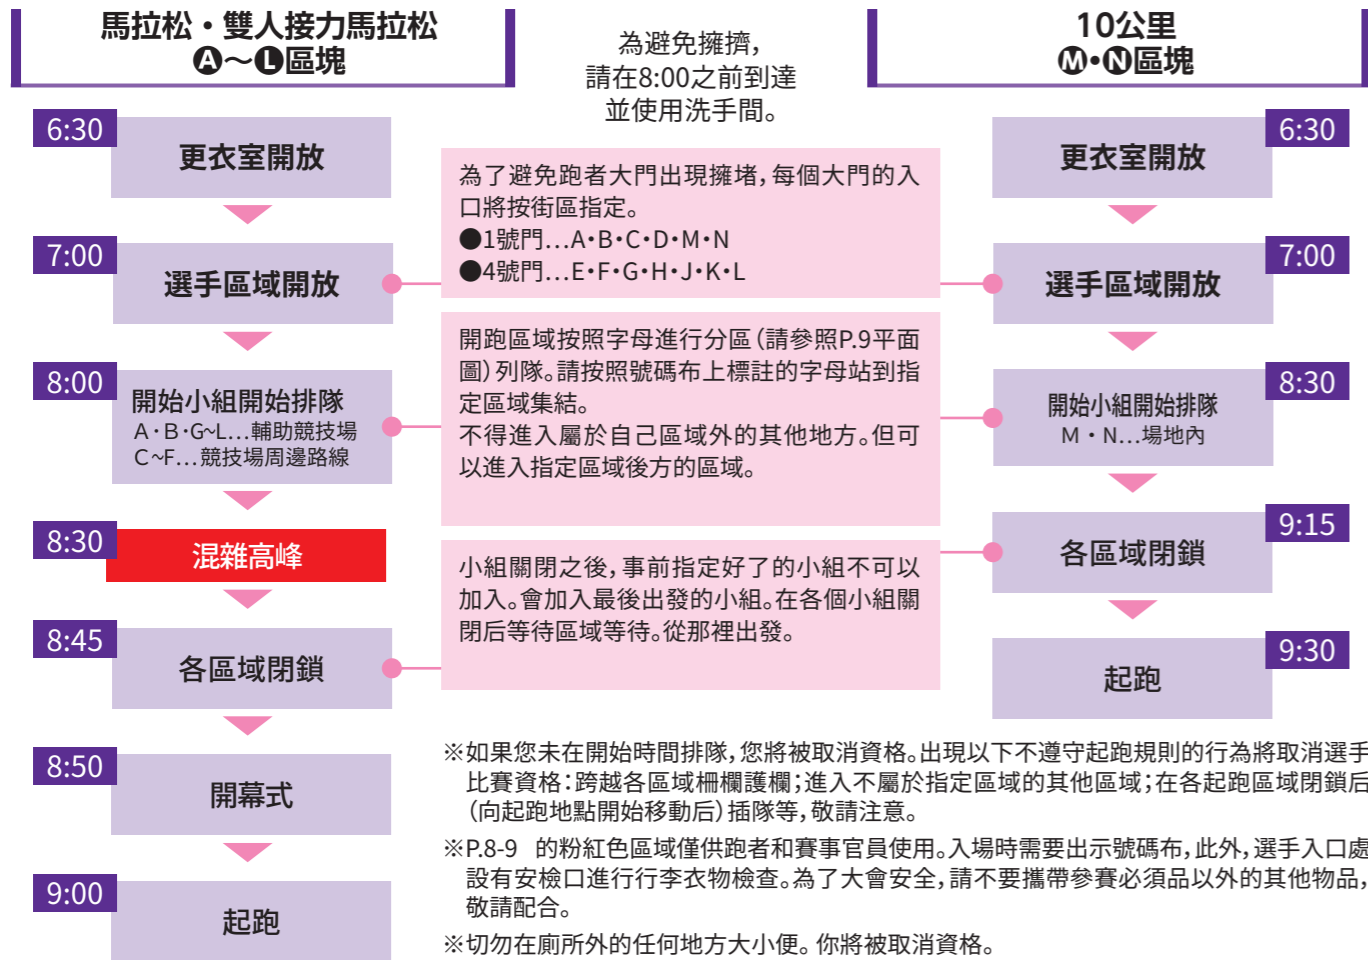 馬拉松・雙人接力馬拉松
Ⓐ～Ⓛ區塊
6:30
更衣室開放
7:00
選手區域開放
8:00
開始小組開始排隊
A・B・G~L…輔助競技場
C~F…競技場周邊路線
8:30
混雜高峰
8:45
各區域閉鎖
8:50
開幕式
9:00
起跑
為避免擁擠，
請在8:00之前到達
並使用洗手間。
為了避免跑者大門出現擁堵，每個大門的入
口將按街區指定。
●1號門…A・B・C・D・M・N
●4號門…E・F・G・H・J・K・L
開跑區域按照字母進行分區（請參照P.9平面
圖）列隊。請按照號碼布上標註的字母站到指
定區域集結。
不得進入屬於自己區域外的其他地方。但可
以進入指定區域後方的區域。
小組關閉之後，事前指定好了的小組不可以
加入。會加入最後出發的小組。在各個小組關
閉后等待區域等待。從那裡出發。
10公里
Ⓜ・Ⓝ區塊
6:30
更衣室開放
7:00
選手區域開放
8:30
開始小組開始排隊
M・N…場地內
9:15
各區域閉鎖
9:30
起跑
※如果您未在開始時間排隊，您將被取消資格。出現以下不遵守起跑規則的行為將取消選手
比賽資格：跨越各區域柵欄護欄；進入不屬於指定區域的其他區域；在各起跑區域閉鎖后
（向起跑地點開始移動后）插隊等，敬請注意。
※P.8-9 的粉紅色區域僅供跑者和賽事官員使用。入場時需要出示號碼布，此外，選手入口處
設有安檢口進行行李衣物檢查。為了大會安全，請不要攜帶參賽必須品以外的其他物品，
敬請配合。
※切勿在廁所外的任何地方大小便。你將被取消資格。